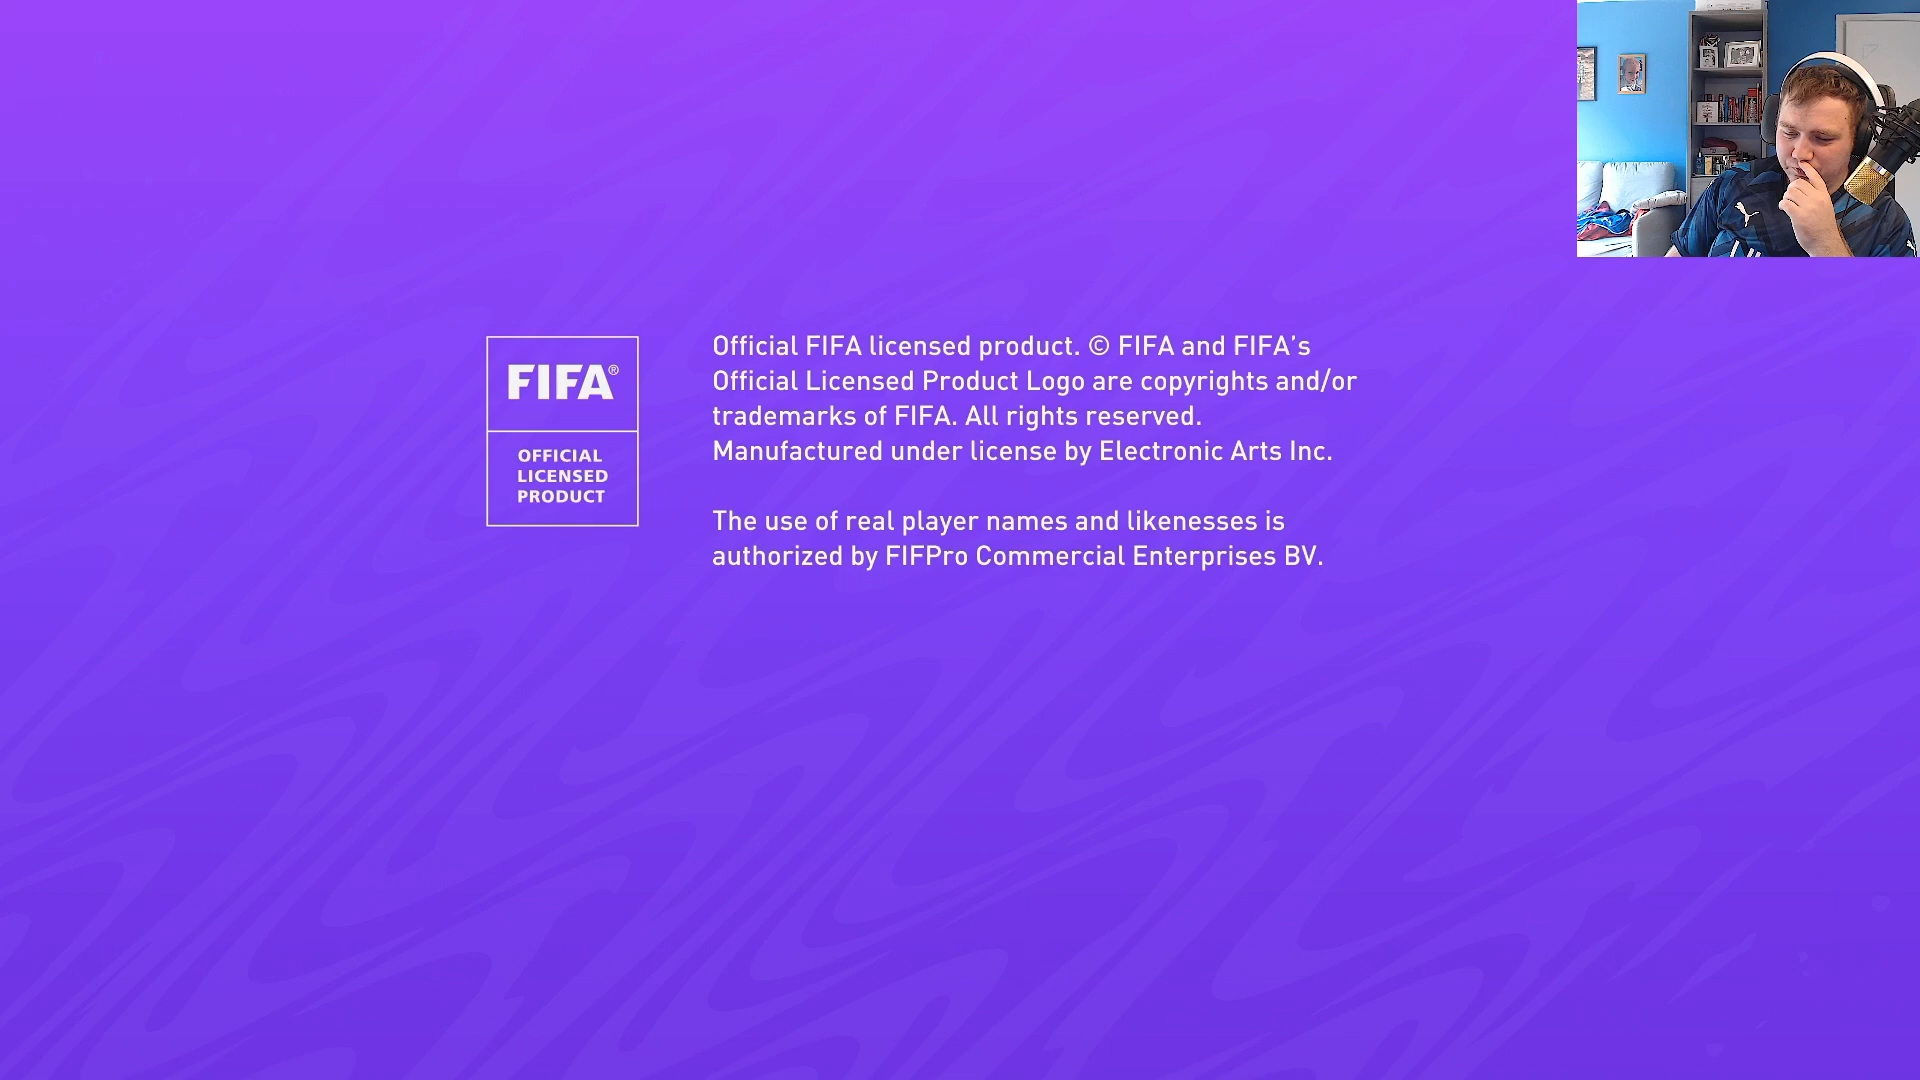 FIFA®
OFFICIAL
LICENSED
PRODUCT
Official FIFA licensed product. © FIFA and FIFA’s
Official Licensed Product Logo are copyrights and/or
trademarks of FIFA. All rights reserved.
Manufactured under license by Electronic Arts Inc.
The use of real player names and likenesses is
authorized by FIFPro Commercial Enterprises BV.